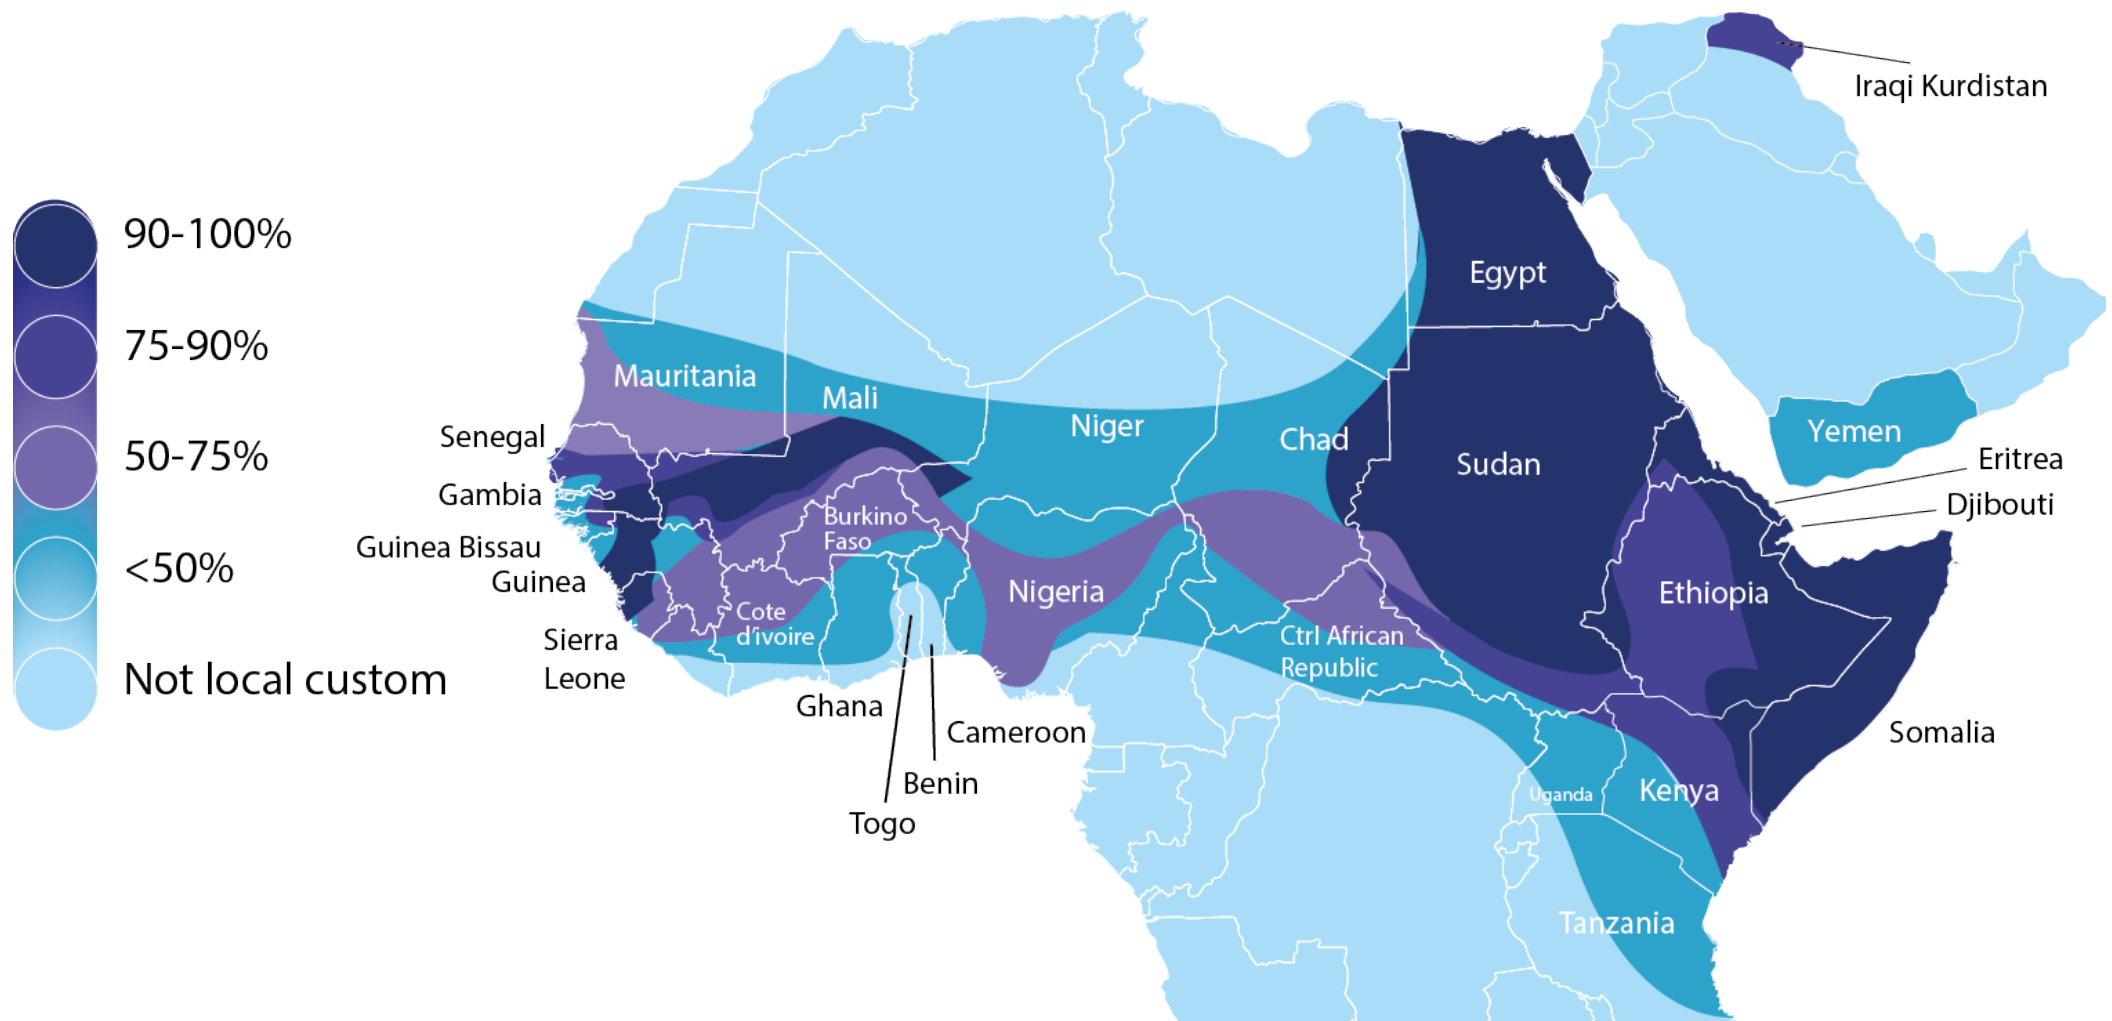 90-100%
75-90%
50-75%
<50%
Not local custom
Iraqi Kurdistan
Egypt
Mauritania
Mali
Niger
Chad
Sudan
Yemen
Eritrea
Djibouti
Senegal
Gambia
Guinea Bissau
Guinea
Sierra
Leone
Burkino
Faso
Cote
d'ivoire
Nigeria
Ethiopia
Ctrl African
Republic
Ghana
Cameroon
Benin
Togo
Somalia
Uganda
Kenya
Tanzania